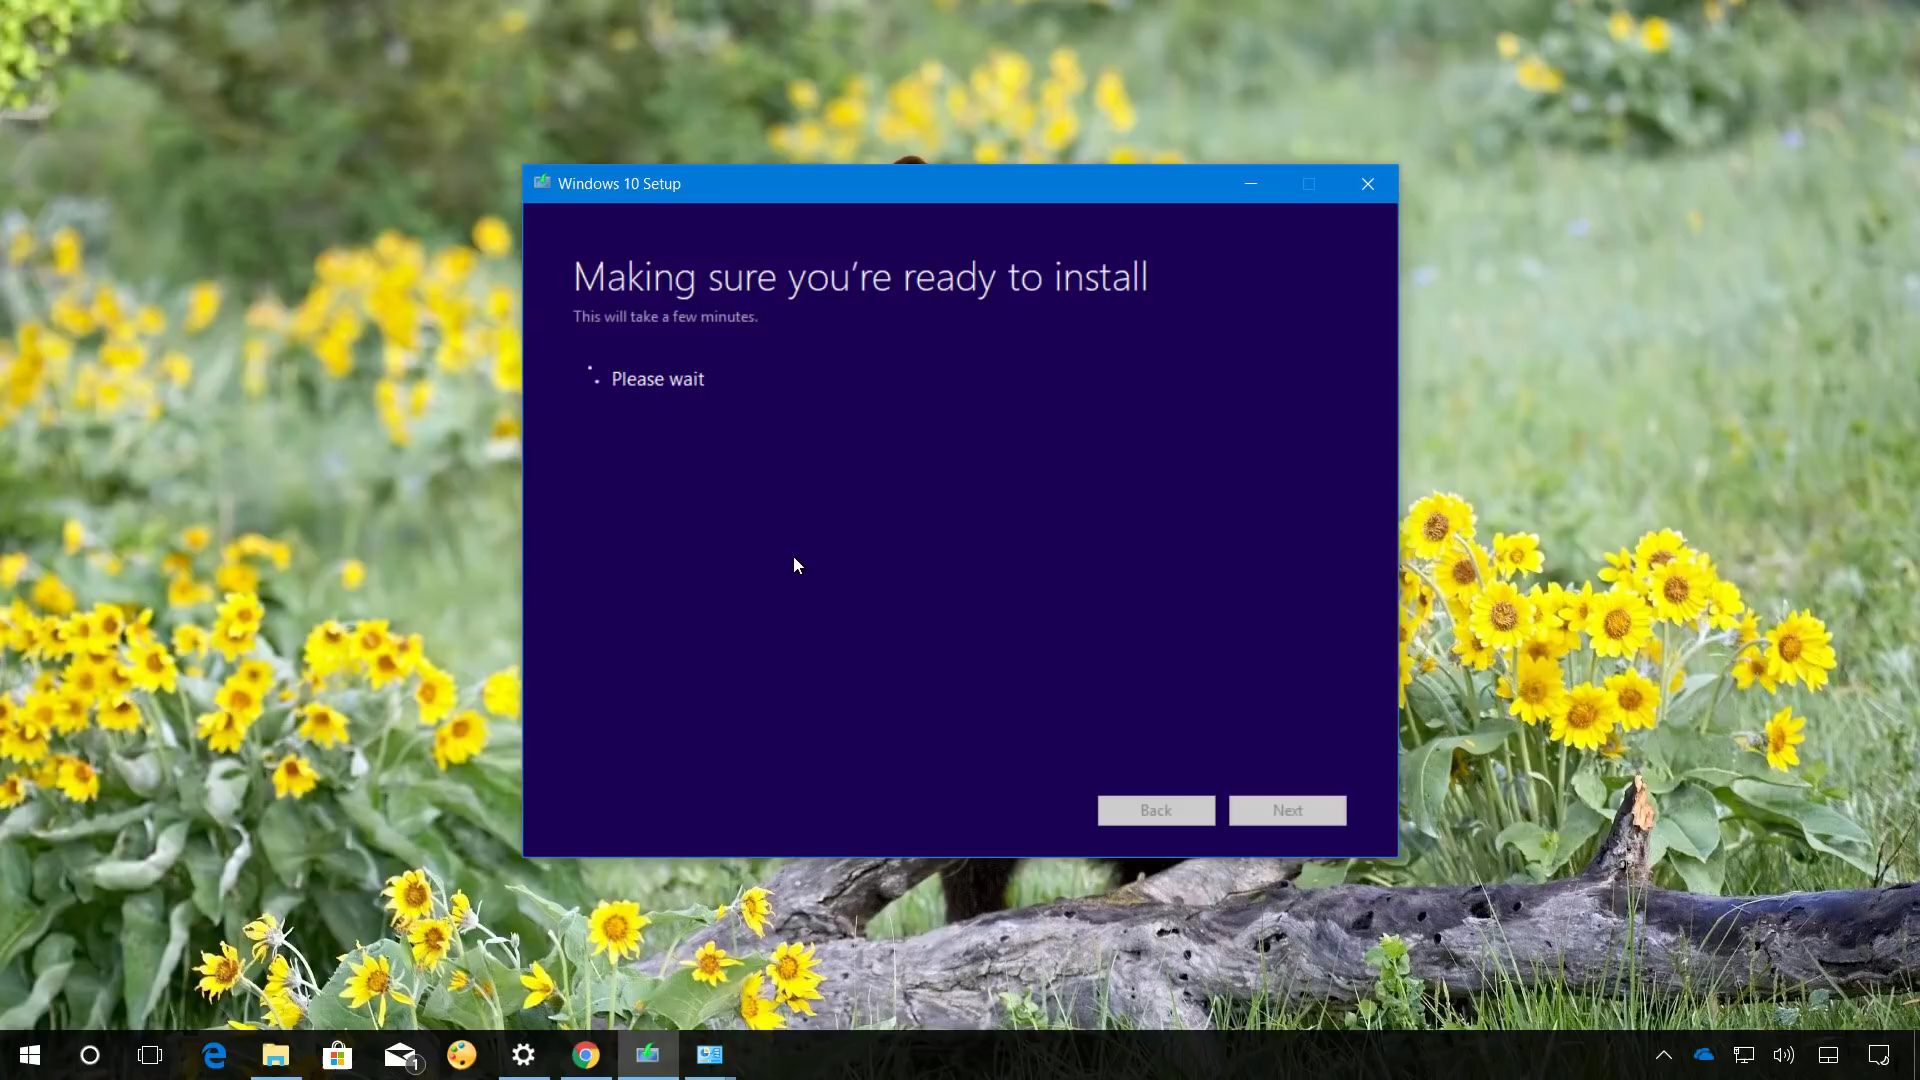 Windows 10 Setup
Making sure you're ready to install
This will take a few minutes.
Please wait
Back
Next
1